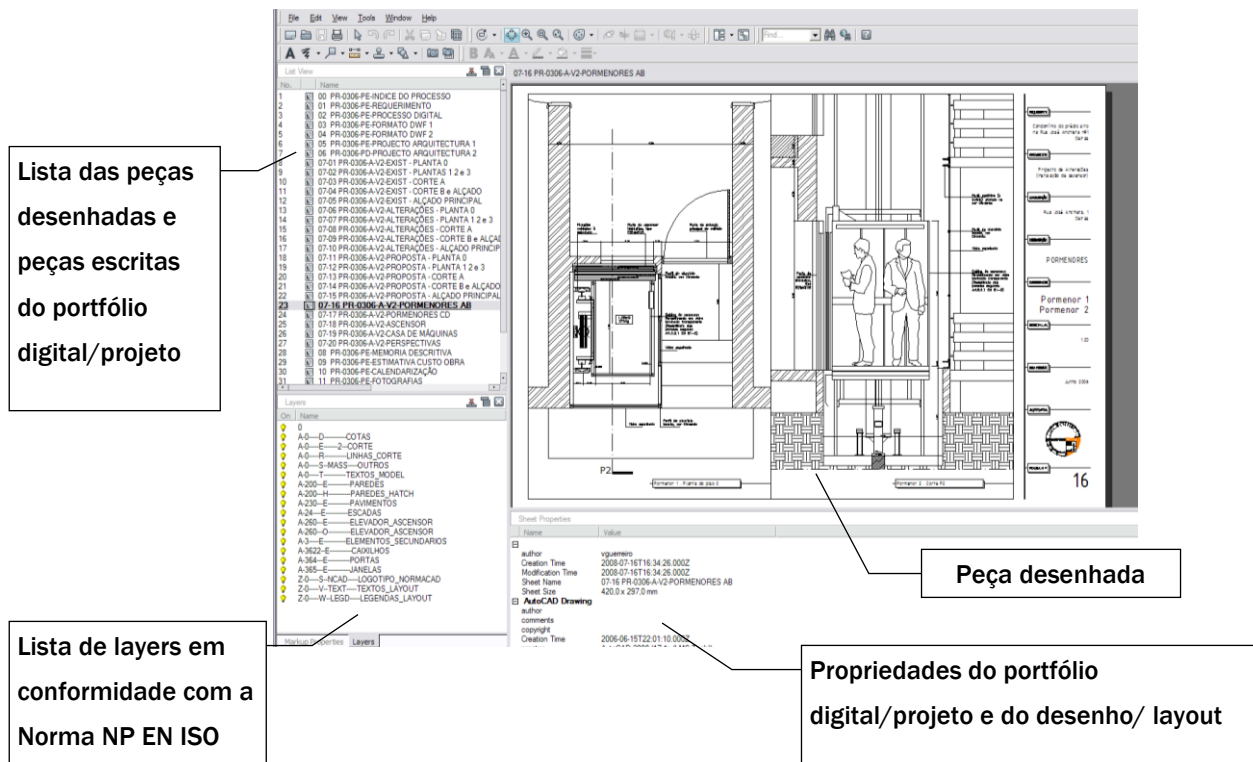 File Edit View Tools Window Help
Find...
List View
07-16 PR-0306-A-V2-PORMENORES AB
No. Name
1 00 PR-0306-PE-INDICE DO PROCESSO
2 01 PR-0306-PE-REQUERIMENTO
3 02 PR-0306-PE-PROCESSO DIGITAL
4 03 PR-0306-PE-FORMATO DWF 1
5 04 PR-0306-PE-FORMATO DWF 2
6 05 PR-0306-PE-PROJECTO ARQUITECTURA 1
7 06 PR-0306-PD-PROJECTO ARQUITECTURA 2
8 07-01 PR-0306-A-V2-EXIST - PLANTA 0
9 07-02 PR-0306-A-V2-EXIST - PLANTAS 1 2 e 3
10 07-03 PR-0306-A-V2-EXIST - CORTE A
11 07-04 PR-0306-A-V2-EXIST - CORTE B e ALÇADO
12 07-05 PR-0306-A-V2-EXIST - ALÇADO PRINCIPAL
13 07-06 PR-0306-A-V2-ALTERAÇÕES - PLANTA 0
14 07-07 PR-0306-A-V2-ALTERAÇÕES - PLANTA 1 2 e 3
15 07-08 PR-0306-A-V2-ALTERAÇÕES - CORTE A
16 07-09 PR-0306-A-V2-ALTERAÇÕES - CORTE B e ALÇAD
17 07-10 PR-0306-A-V2-ALTERAÇÕES - ALÇADO PRINCIP
18 07-11 PR-0306-A-V2-PROPOSTA - PLANTA 0
19 07-12 PR-0306-A-V2-PROPOSTA - PLANTA 1 2 e 3
20 07-13 PR-0306-A-V2-PROPOSTA - CORTE A
21 07-14 PR-0306-A-V2-PROPOSTA - CORTE B e ALÇADO
22 07-15 PR-0306-A-V2-PROPOSTA - ALÇADO PRINCIPAL
23 07-16 PR-0306-A-V2-PORMENORES AB
24 07-17 PR-0306-A-V2-PORMENORES CD
25 07-18 PR-0306-A-V2-ASCENSOR
26 07-19 PR-0306-A-V2-CASA DE MÁQUINAS
27 07-20 PR-0306-A-V2-PERSPECTIVAS
28 08 PR-0306-PE-MEMORIA DESCRITIVA
29 09 PR-0306-PE-ESTIMATIVA CUSTO OBRA
30 10 PR-0306-PE-CALENDARIZAÇÃO
31 11 PR-0306-PE-FOTOGRAFIAS
Lista das peças
desenhadas e
peças escritas
do portfólio
digital/projeto
Layers
On Name
0
A-0----D---------COTAS
A-0----E-----2--CORTE
A-0----R---------LINHAS_CORTE
A-0----S--MASS----OUTROS
A-0----T---------TEXTOS_MODEL
A-200--E---------PAREDES
A-200--H---------PAREDES_HATCH
A-230--E---------PAVIMENTOS
A-24---E---------ESCADAS
A-260--E---------ELEVADOR_ASCENSOR
A-260--O---------ELEVADOR_ASCENSOR
A-3----E---------ELEMENTOS_SECUNDARIOS
A-3622--E--------CAIXILHOS
A-364--E---------PORTAS
A-365--E---------JANELAS
Z-0----S--NCAD----LOGOTIPO_NORMACAD
Z-0----V--TEXT----TEXTOS_LAYOUT
Z-0----W--LEGD----LEGENDAS_LAYOUT
Markup Properties Layers
Lista de layers em
conformidade com a
Norma NP EN ISO
P2
Pormenor 1 . Planta do piso 0
Pormenor 2 . Corte P2
PORMENORES
Pormenor 1
Pormenor 2
1:20
Junho 2006
16
Sheet Properties
Name Value
author vguerreiro
Creation Time 2008-07-16T16:34:26.000Z
Modification Time 2008-07-16T16:34:26.000Z
Sheet Name 07-16 PR-0306-A-V2-PORMENORES AB
Sheet Size 420,0 x 297,0 mm
AutoCAD Drawing
author
comments
copyright
Creation Time 2006-06-15T22:01:10.000Z
Peça desenhada
Propriedades do portfólio
digital/projeto e do desenho/ layout